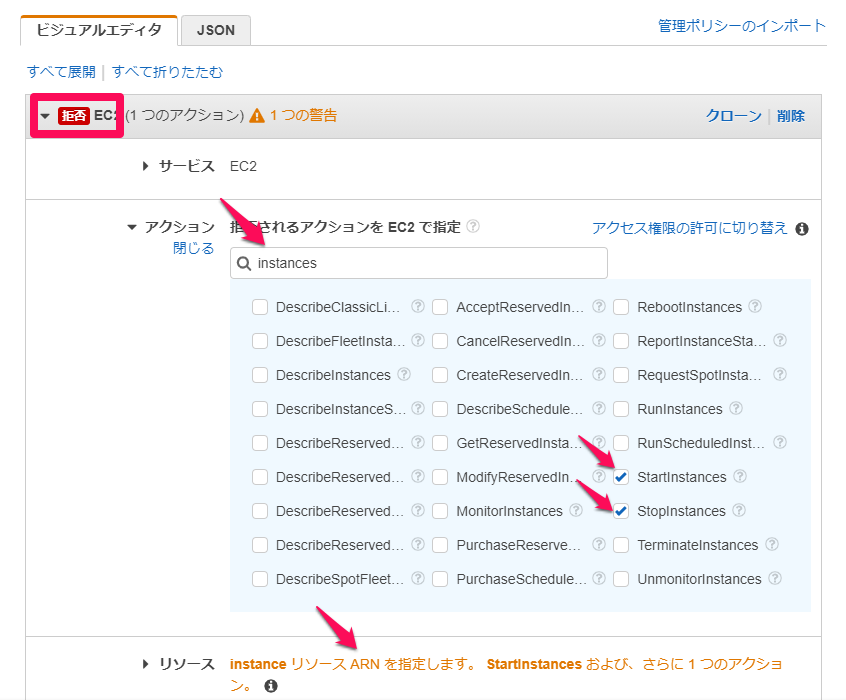 ビジュアルエディタ JSON 管理ポリシーのインポート
すべて展開 | すべて折りたたむ
拒否 EC2 (1 つのアクション) 1 つの警告 クローン | 削除
サービス EC2
アクション 拒否されるアクションを EC2 で指定 アクセス権限の許可に切り替え
閉じる
instances
DescribeClassicLi... AcceptReservedIn... RebootInstances
DescribeFleetInsta... CancelReservedIn... ReportInstanceSta...
DescribeInstances CreateReservedIn... RequestSpotInsta...
DescribeInstanceS... DescribeSchedule... RunInstances
DescribeReserved... GetReservedInsta... RunScheduledInst...
DescribeReserved... ModifyReservedIn... StartInstances
DescribeReserved... MonitorInstances StopInstances
DescribeReserved... PurchaseReserve... TerminateInstances
DescribeSpotFleet... PurchaseSchedule... UnmonitorInstances
リソース instance リソース ARN を指定します。 StartInstances および、さらに 1 つのアクショ
ン。